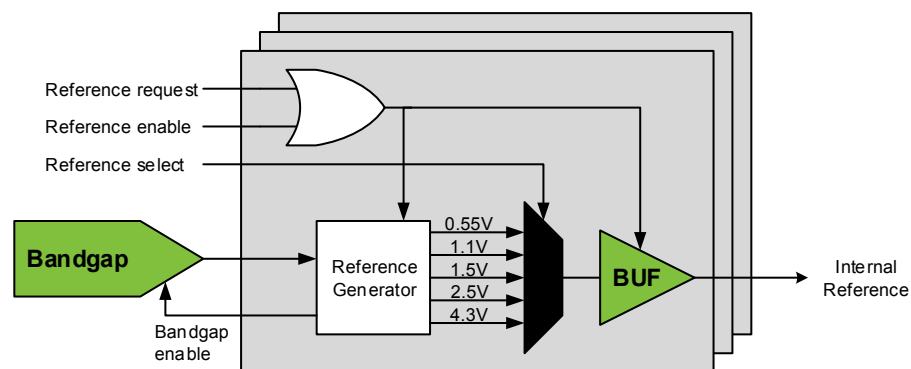 Reference request
Reference enable
Reference select
Bandgap
Bandgap
enable
Reference
Generator
0.55V
1.1V
1.5V
2.5V
4.3V
BUF
Internal
Reference